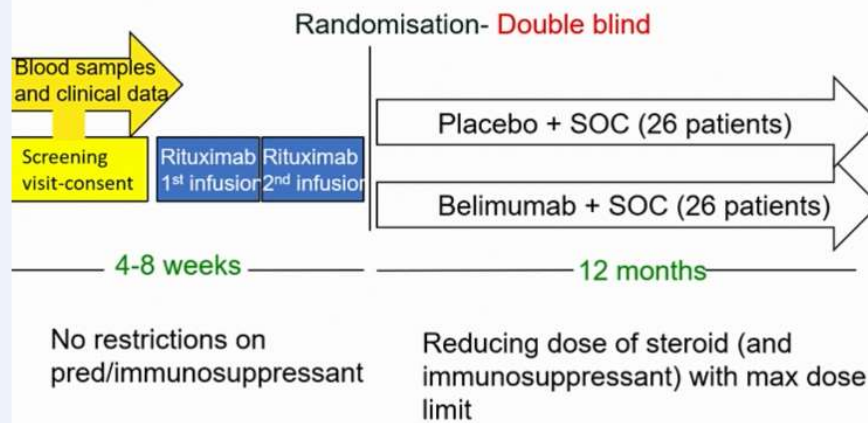 Randomisation- Double blind
Blood samples
and clinical data
Placebo + SOC (26 patients)
Screening
visit-consent
Rituximab
1st infusion
Rituximab
2nd infusion
Belimumab + SOC (26 patients)
4-8 weeks
12 months
No restrictions on
pred/immunosuppressant
Reducing dose of steroid (and
immunosuppressant) with max dose
limit